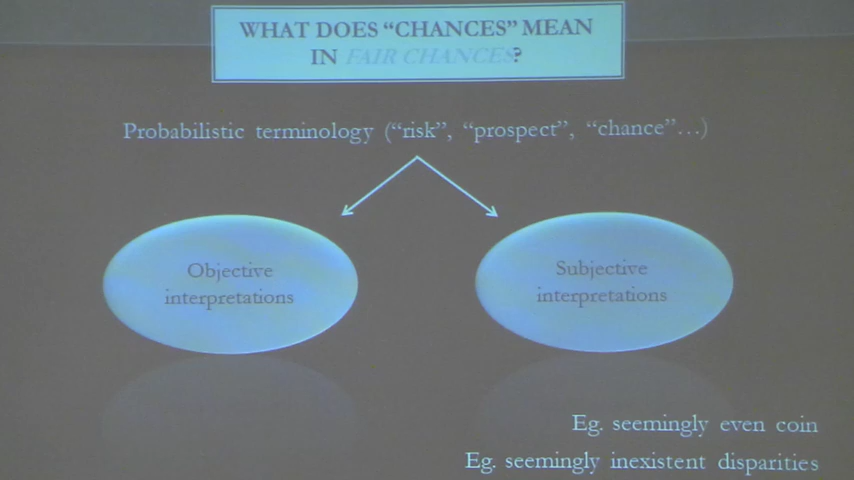 WHAT DOES “CHANCES” MEAN
IN FAIR CHANCES?
Probabilistic terminology (“risk”, “prospect”, “chance”…)
Objective
interpretations
Subjective
interpretations
Eg. seemingly even coin
Eg. seemingly inexistent disparities